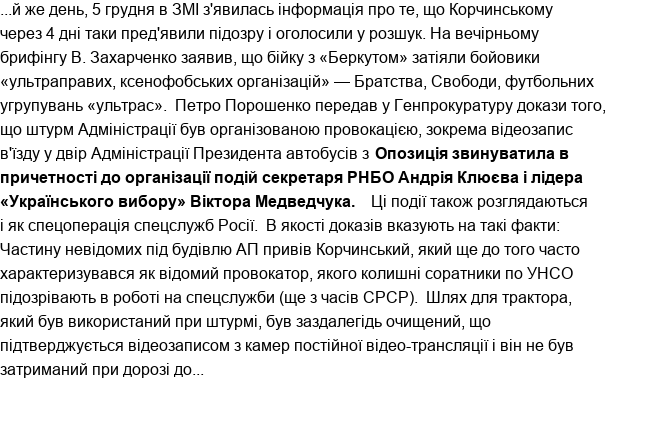 ...й же день, 5 грудня в ЗМІ з'явилась інформація про те, що Корчинському
через 4 дні таки пред'явили підозру і оголосили у розшук. На вечірньому
брифінгу В. Захарченко заявив, що бійку з «Беркутом» затіяли бойовики
«ультраправих, ксенофобських організацій» — Братства, Свободи, футбольних
угрупувань «ультрас».  Петро Порошенко передав у Генпрокуратуру докази того,
що штурм Адміністрації був організованою провокацією, зокрема відеозапис
в'їзду у двір Адміністрації Президента автобусів з Опозиція звинуватила в
причетності до організації подій секретаря РНБО Андрія Клюєва і лідера
«Українського вибору» Віктора Медведчука.    Ці події також розглядаються
і як спецоперація спецслужб Росії.  В якості доказів вказують на такі факти:
Частину невідомих під будівлю АП привів Корчинський, який ще до того часто
характеризувався як відомий провокатор, якого колишні соратники по УНСО
підозрівають в роботі на спецслужби (ще з часів СРСР).  Шлях для трактора,
який був використаний при штурмі, був заздалегідь очищений, що
підтверджується відеозаписом з камер постійної відео-трансляції і він не був
затриманий при дорозі до...